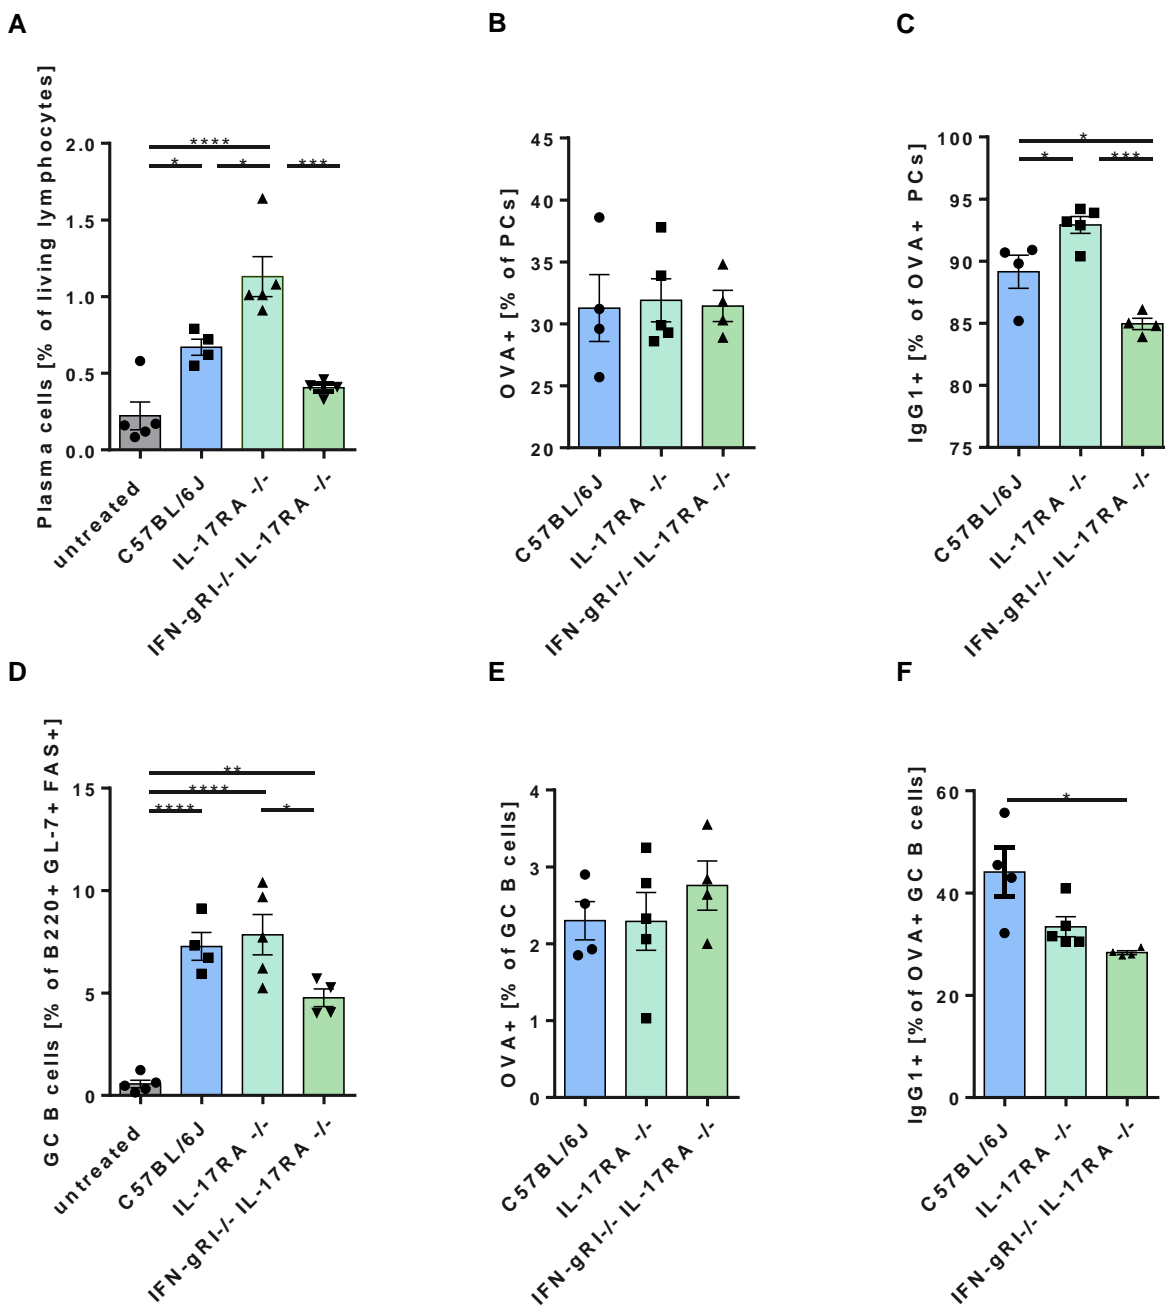 A
Plasma cells [% of living lymphocytes]
2.0
1.5
1.0
0.5
0.0
****
*
*
***
untreated
C57BL/6J
IL-17RA -/-
IFN-gRI-/- IL-17RA -/-
B
OVA+ [% of PCs]
45
40
35
30
25
20
C57BL/6J
IL-17RA -/-
IFN-gRI-/- IL-17RA -/-
C
IgG1+ [% of OVA+ PCs]
100
95
90
85
80
75
*
*
***
C57BL/6J
IL-17RA -/-
IFN-gRI-/- IL-17RA -/-
D
GC B cells [% of B220+ GL-7+ FAS+]
15
10
5
0
**
****
****
*
untreated
C57BL/6J
IL-17RA -/-
IFN-gRI-/- IL-17RA -/-
E
OVA+ [% of GC B cells]
4
3
2
1
0
C57BL/6J
IL-17RA -/-
IFN-gRI-/- IL-17RA -/-
F
IgG1+ [%of OVA+ GC B cells]
60
40
20
0
*
C57BL/6J
IL-17RA -/-
IFN-gRI-/- IL-17RA -/-